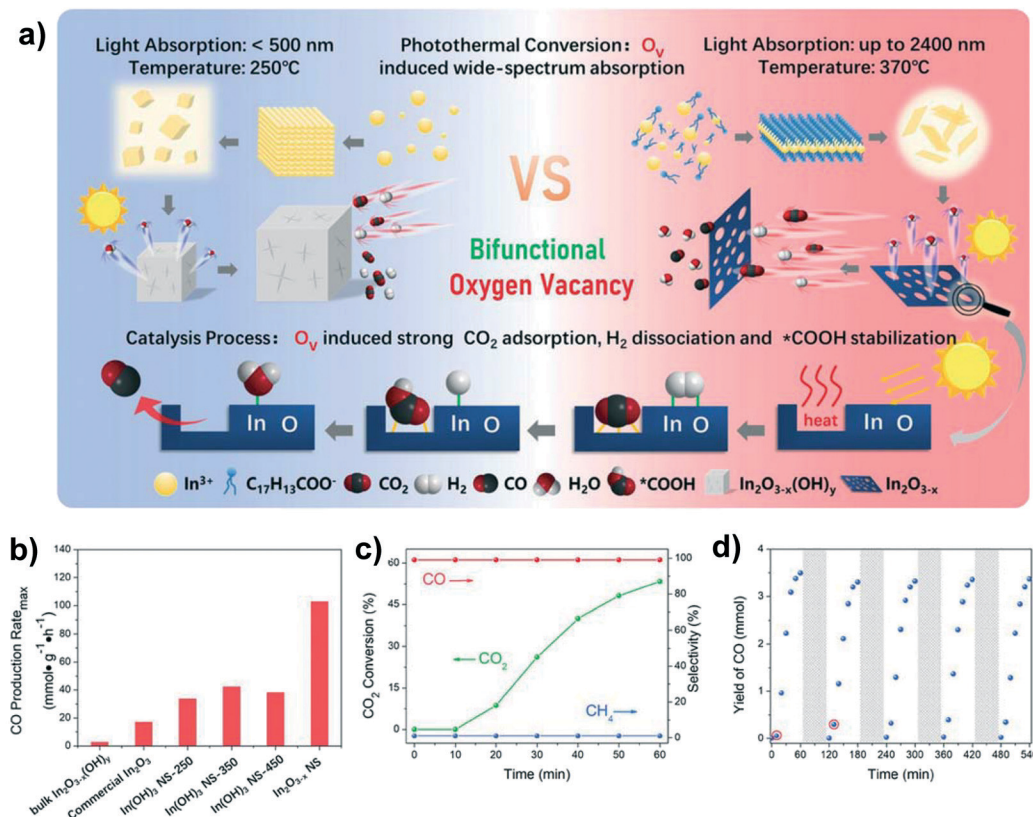 a)
Light Absorption: < 500 nm
Temperature: 250℃
Photothermal Conversion: Ov
induced wide-spectrum absorption
Light Absorption: up to 2400 nm
Temperature: 370℃
VS
Bifunctional
Oxygen Vacancy
Catalysis Process: Ov induced strong CO2 adsorption, H2 dissociation and *COOH stabilization
In O
In O
In O
heat
In O
In3+
C17H13COO-
CO2
H2
CO
H2O
*COOH
In2O3-x(OH)y
In2O3-x
b)
CO Production Ratemax
(mmol• g-1•h-1)
140
120
100
80
60
40
20
0
bulk In2O3-x(OH)y
Commercial In2O3
In(OH)3 NS-250
In(OH)3 NS-350
In(OH)3 NS-450
In2O3-x NS
c)
CO2 Conversion (%)
60
45
30
15
0
CO
CO2
CH4
100
80
60
40
20
0
Selectivity (%)
0 10 20 30 40 50 60
Time (min)
d)
Yield of CO (mmol)
4
3
2
1
0
0 60 120 180 240 300 360 420 480 540
Time (min)